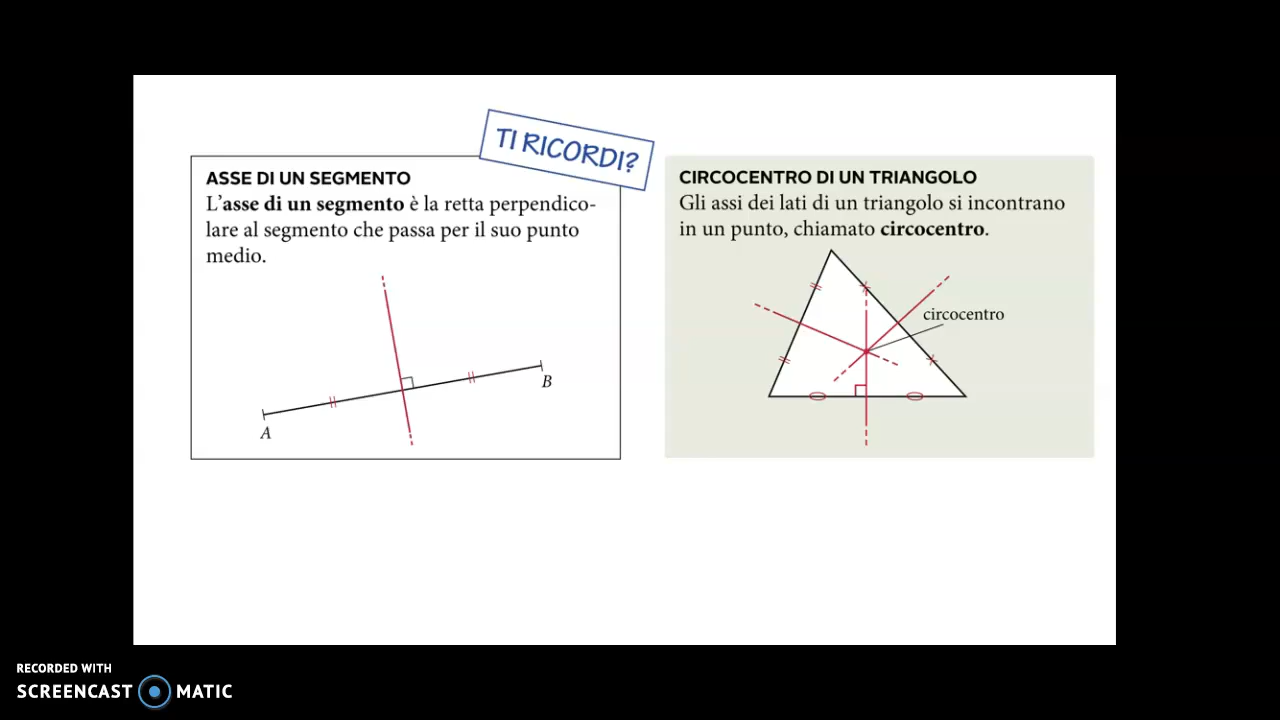 TI RICORDI?
ASSE DI UN SEGMENTO
L'asse di un segmento è la retta perpendico-
lare al segmento che passa per il suo punto
medio.
A
B
CIRCOCENTRO DI UN TRIANGOLO
Gli assi dei lati di un triangolo si incontrano
in un punto, chiamato circocentro.
circocentro
RECORDED WITH
SCREENCAST MATIC